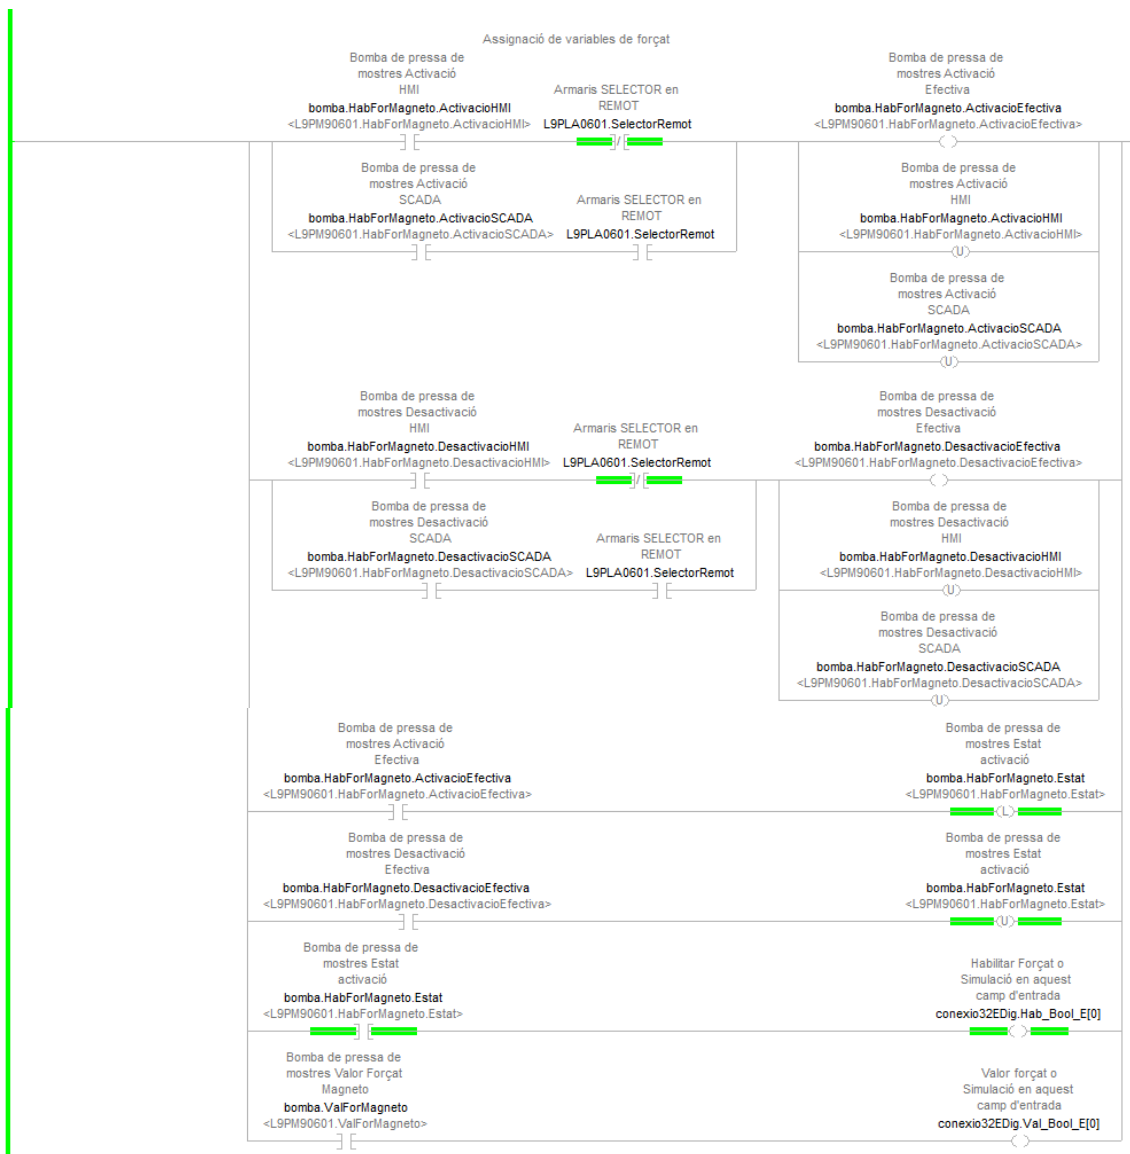 Assignació de variables de forçat
Bomba de pressa de
mostres Activació
HMI
bomba.HabForMagneto.ActivacioHMI
<L9PM90601.HabForMagneto.ActivacioHMI>
Armaris SELECTOR en
REMOT
L9PLA0601.SelectorRemot
Bomba de pressa de
mostres Activació
Efectiva
bomba.HabForMagneto.ActivacioEfectiva
<L9PM90601.HabForMagneto.ActivacioEfectiva>
/
Bomba de pressa de
mostres Activació
SCADA
bomba.HabForMagneto.ActivacioSCADA
<L9PM90601.HabForMagneto.ActivacioSCADA>
Armaris SELECTOR en
REMOT
L9PLA0601.SelectorRemot
Bomba de pressa de
mostres Activació
HMI
bomba.HabForMagneto.ActivacioHMI
<L9PM90601.HabForMagneto.ActivacioHMI>
U
Bomba de pressa de
mostres Activació
SCADA
bomba.HabForMagneto.ActivacioSCADA
<L9PM90601.HabForMagneto.ActivacioSCADA>
U
Bomba de pressa de
mostres Desactivació
HMI
bomba.HabForMagneto.DesactivacioHMI
<L9PM90601.HabForMagneto.DesactivacioHMI>
Armaris SELECTOR en
REMOT
L9PLA0601.SelectorRemot
Bomba de pressa de
mostres Desactivació
Efectiva
bomba.HabForMagneto.DesactivacioEfectiva
<L9PM90601.HabForMagneto.DesactivacioEfectiva>
/
Bomba de pressa de
mostres Desactivació
SCADA
bomba.HabForMagneto.DesactivacioSCADA
<L9PM90601.HabForMagneto.DesactivacioSCADA>
Armaris SELECTOR en
REMOT
L9PLA0601.SelectorRemot
Bomba de pressa de
mostres Desactivació
HMI
bomba.HabForMagneto.DesactivacioHMI
<L9PM90601.HabForMagneto.DesactivacioHMI>
U
Bomba de pressa de
mostres Desactivació
SCADA
bomba.HabForMagneto.DesactivacioSCADA
<L9PM90601.HabForMagneto.DesactivacioSCADA>
U
Bomba de pressa de
mostres Activació
Efectiva
bomba.HabForMagneto.ActivacioEfectiva
<L9PM90601.HabForMagneto.ActivacioEfectiva>
Bomba de pressa de
mostres Estat
activació
bomba.HabForMagneto.Estat
<L9PM90601.HabForMagneto.Estat>
L
Bomba de pressa de
mostres Desactivació
Efectiva
bomba.HabForMagneto.DesactivacioEfectiva
<L9PM90601.HabForMagneto.DesactivacioEfectiva>
Bomba de pressa de
mostres Estat
activació
bomba.HabForMagneto.Estat
<L9PM90601.HabForMagneto.Estat>
U
Bomba de pressa de
mostres Estat
activació
bomba.HabForMagneto.Estat
<L9PM90601.HabForMagneto.Estat>
Habilitar Forçat o
Simulació en aquest
camp d'entrada
conexio32EDig.Hab_Bool_E[0]
Bomba de pressa de
mostres Valor Forçat
Magneto
bomba.ValForMagneto
<L9PM90601.ValForMagneto>
Valor forçat o
Simulació en aquest
camp d'entrada
conexio32EDig.Val_Bool_E[0]